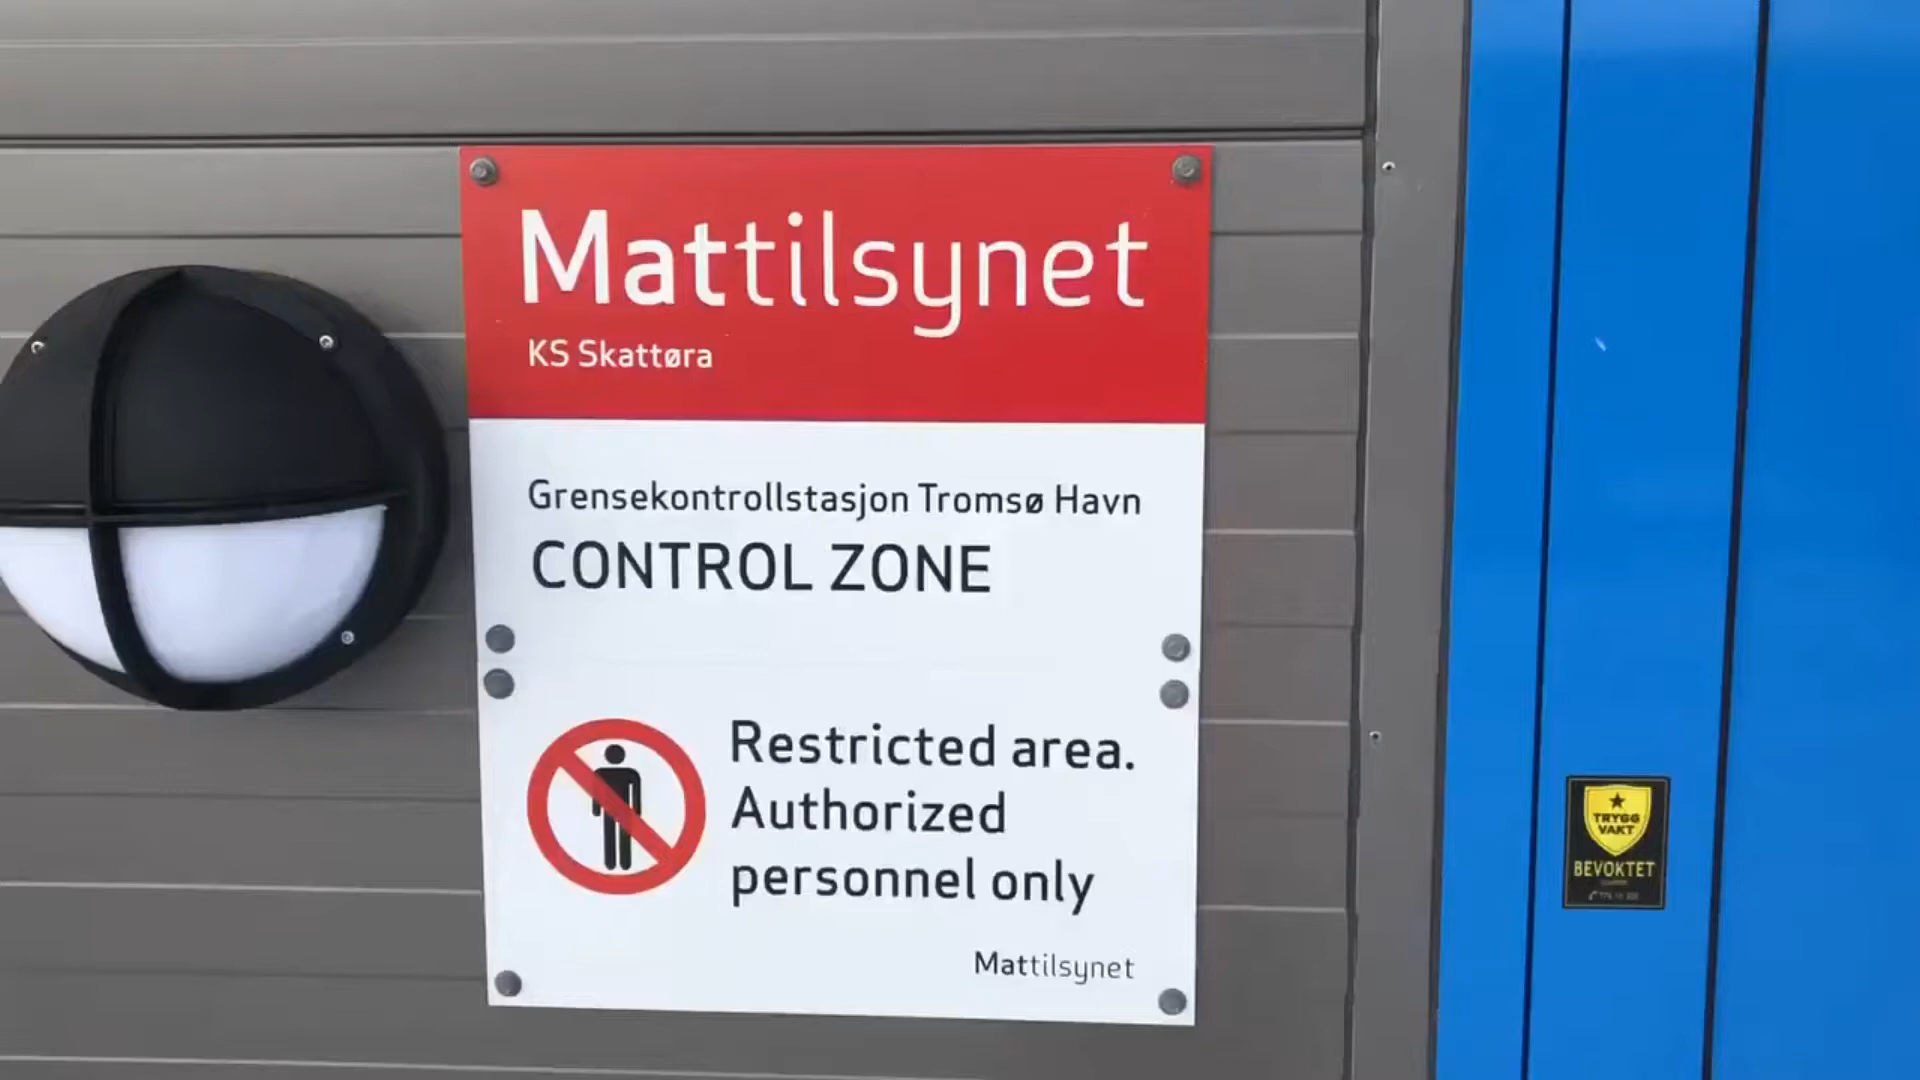 Mattilsynet
KS Skattøra
Grensekontrollstasjon Tromsø Havn
CONTROL ZONE
Restricted area.
Authorized
personnel only
Mattilsynet
TRYGG
VAKT
BEVOKTET